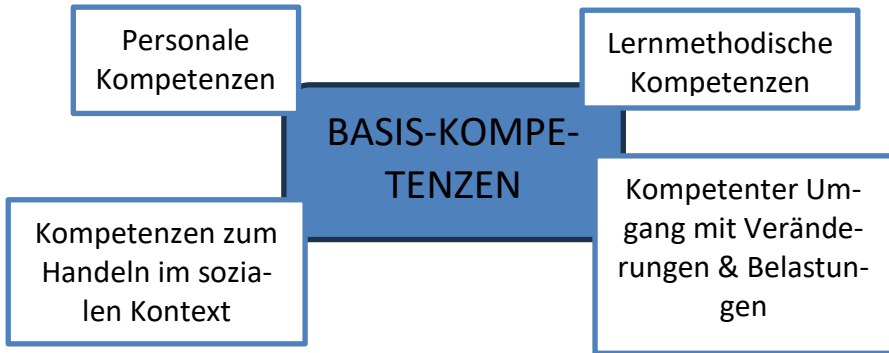 Personale
Kompetenzen
Lernmethodische
Kompetenzen
BASIS-KOMPE-
TENZEN
Kompetenzen zum
Handeln im sozia-
len Kontext
Kompetenter Um-
gang mit Verände-
rungen & Belastun-
gen